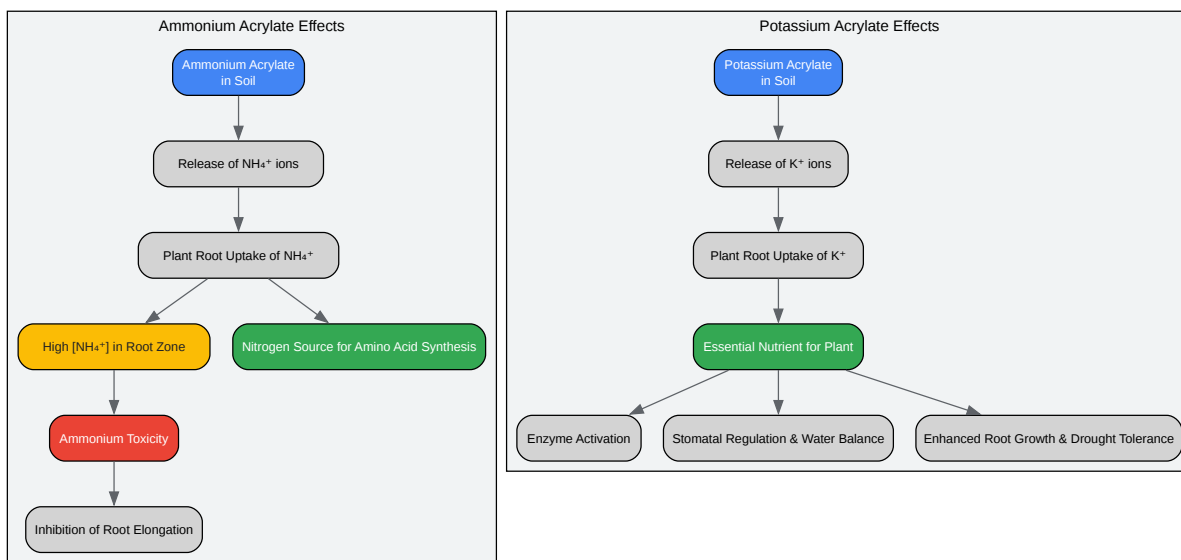 Ammonium Acrylate Effects
Ammonium Acrylate
in Soil
Release of NH₄⁺ ions
Plant Root Uptake of NH₄⁺
High [NH₄⁺] in Root Zone
Nitrogen Source for Amino Acid Synthesis
Ammonium Toxicity
Inhibition of Root Elongation
Potassium Acrylate Effects
Potassium Acrylate
in Soil
Release of K⁺ ions
Plant Root Uptake of K⁺
Essential Nutrient for Plant
Enzyme Activation
Stomatal Regulation & Water Balance
Enhanced Root Growth & Drought Tolerance